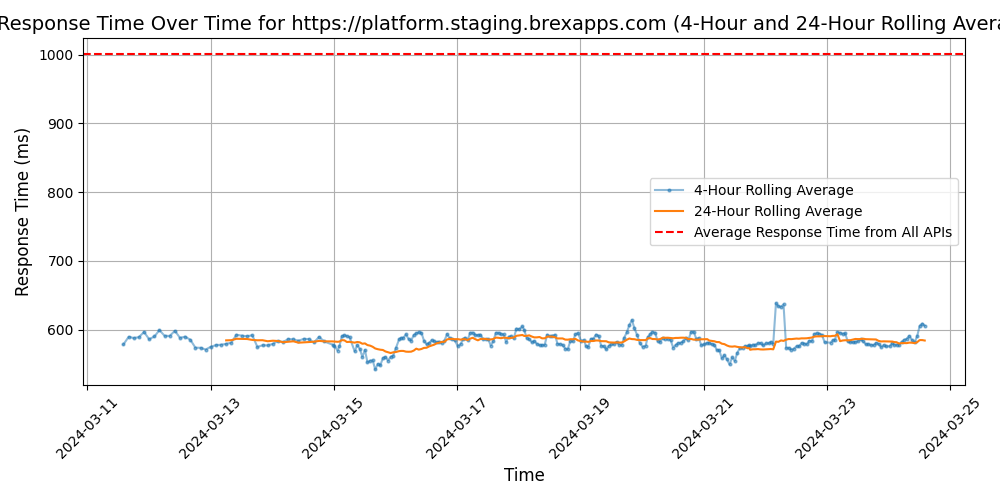 Response Time Over Time for https://platform.staging.brexapps.com (4-Hour and 24-Hour Rolling
1000
900
800
700
600
Response Time (ms)
4-Hour Rolling Average
24-Hour Rolling Average
Average Response Time from All APIs
2024-03-11
2024-03-13
2024-03-15
2024-03-17
2024-03-19
2024-03-21
2024-03-23
2024-03-25
Time